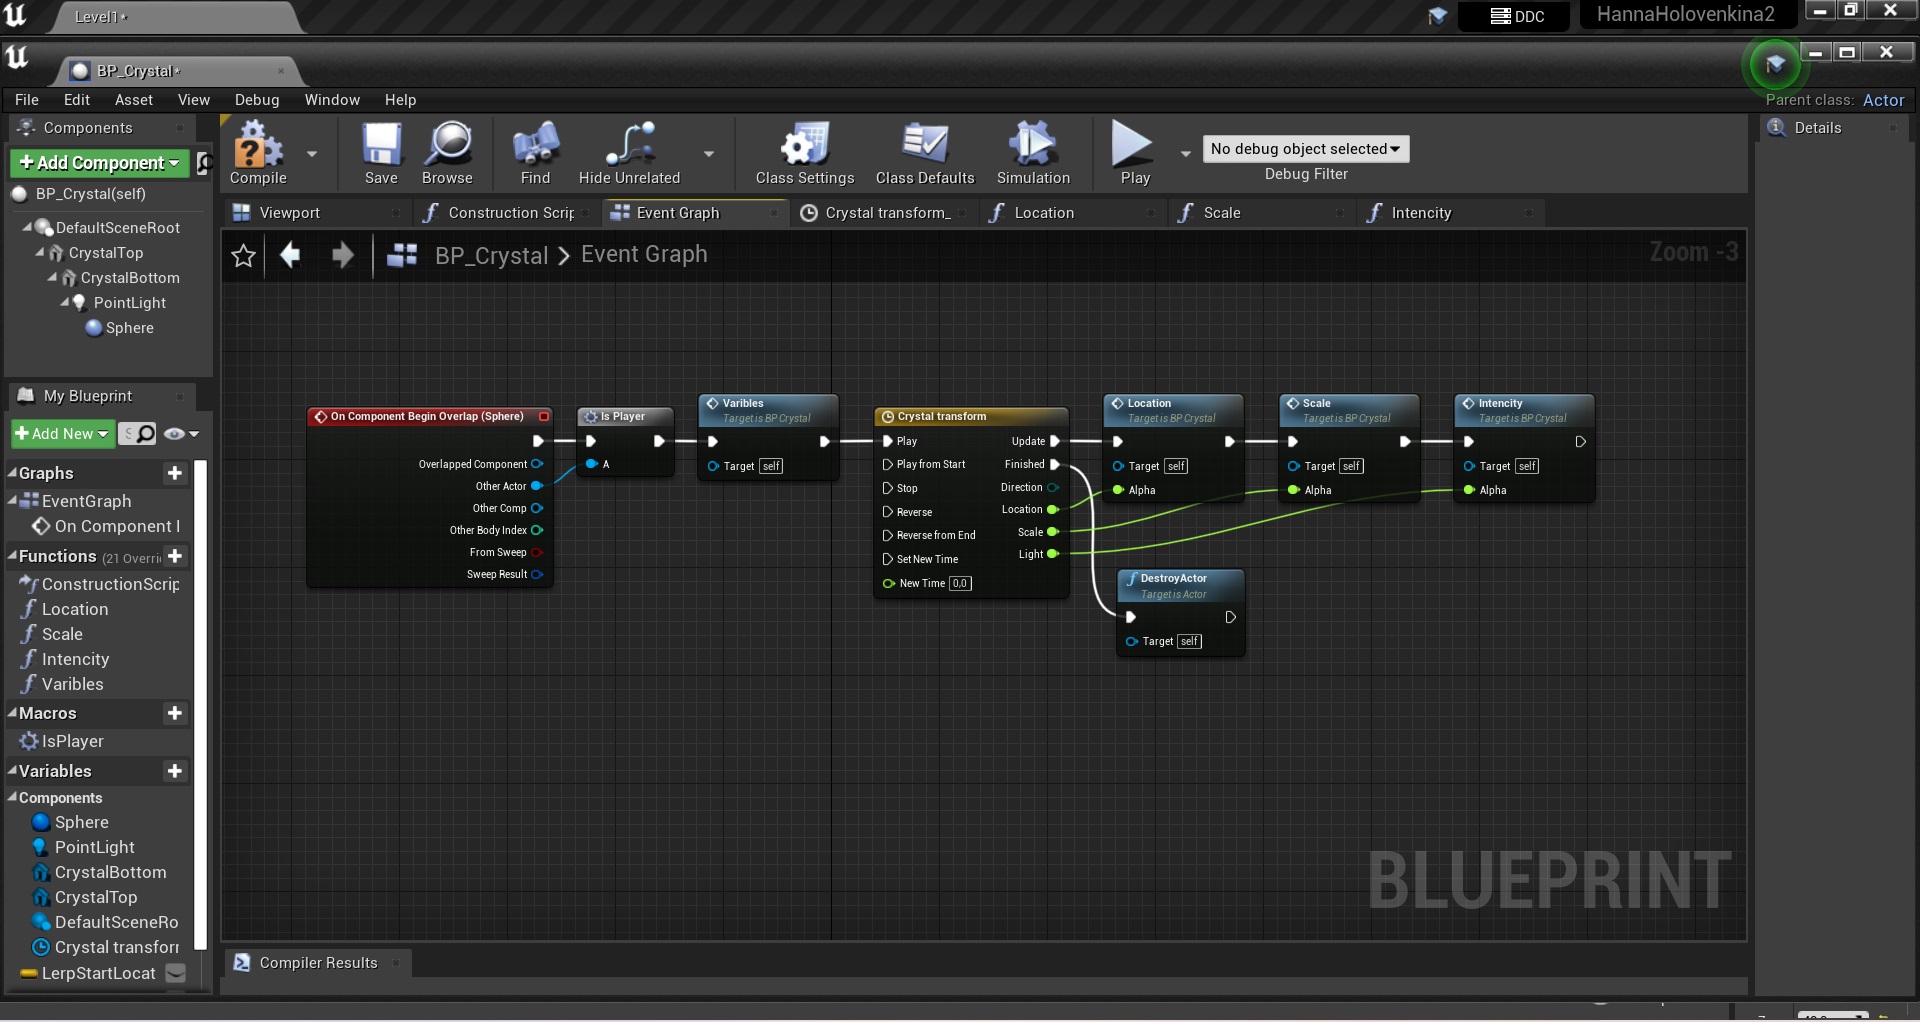 Level1*
DDC
HannaHolovenkina2
BP_Crystal*
File Edit Asset View Debug Window Help
Parent class: Actor
Components
Details
+Add Component
BP_Crystal(self)
DefaultSceneRoot
CrystalTop
CrystalBottom
PointLight
Sphere
Compile
Save
Browse
Find
Hide Unrelated
Class Settings
Class Defaults
Simulation
Play
No debug object selected
Debug Filter
Viewport
Construction Scrip
Event Graph
Crystal transform_
Location
Scale
Intencity
BP_Crystal > Event Graph
Zoom -3
My Blueprint
+Add New
S
Graphs
EventGraph
On Component I
Functions (21 Overri
ConstructionScrip
Location
Scale
Intencity
Varibles
Macros
IsPlayer
Variables
Components
Sphere
PointLight
CrystalBottom
CrystalTop
DefaultSceneRo
Crystal transforr
LerpStartLocat
On Component Begin Overlap (Sphere)
Overlapped Component
Other Actor
Other Comp
Other Body Index
From Sweep
Sweep Result
Is Player
A
Varibles
Target is BP Crystal
Target self
Crystal transform
Play Update
Play from Start Finished
Stop Direction
Reverse Location
Reverse from End Scale
Set New Time Light
New Time 0,0
Location
Target is BP Crystal
Target self
Alpha
Scale
Target is BP Crystal
Target self
Alpha
Intencity
Target is BP Crystal
Target self
Alpha
DestroyActor
Target is Actor
Target self
BLUEPRINT
Compiler Results